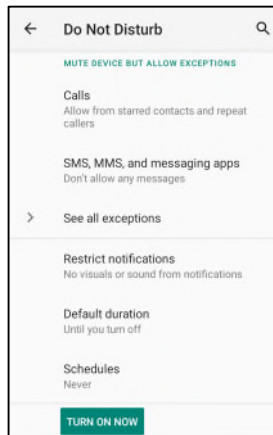 Do Not Disturb
MUTE DEVICE BUT ALLOW EXCEPTIONS
Calls
Allow from starred contacts and repeat
callers
SMS, MMS, and messaging apps
Don't allow any messages
See all exceptions
Restrict notifications
No visuals or sound from notifications
Default duration
Until you turn off
Schedules
Never
TURN ON NOW